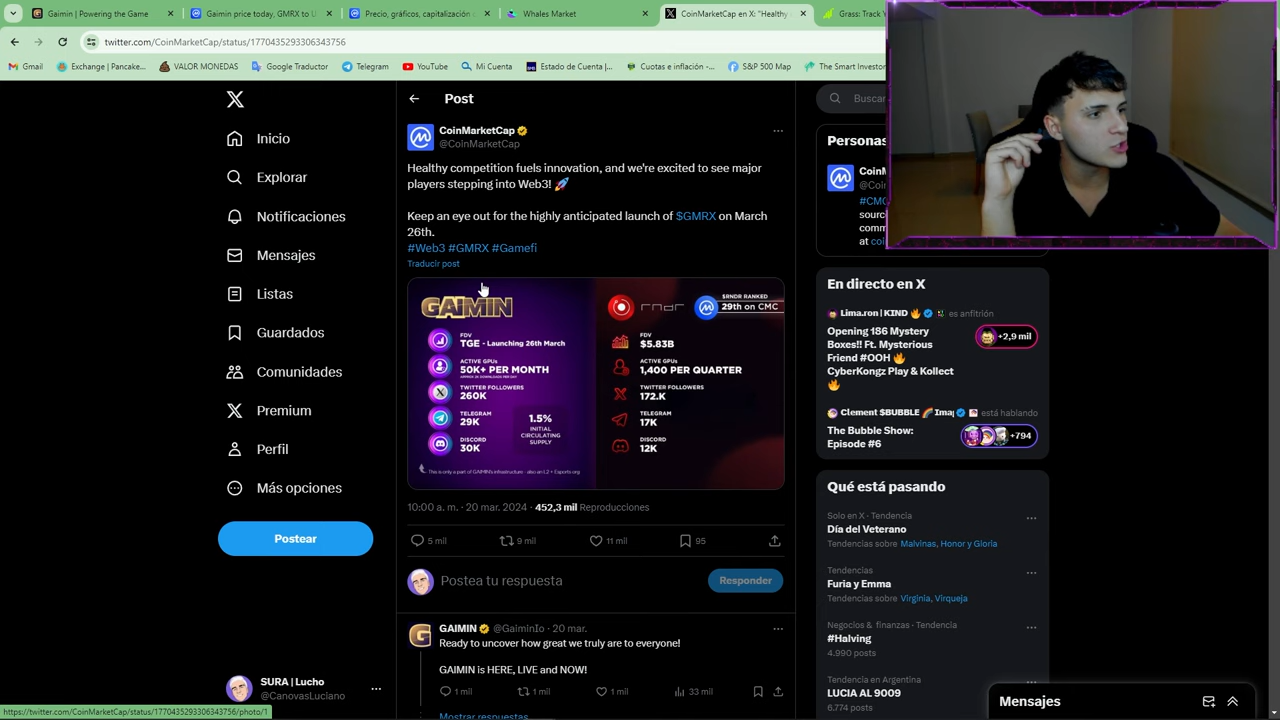 Gaimin | Powering the Game
Gaimin price today, GMRX to U
Precio, gráficos, capitalización d
Whales Market
CoinMarketCap en X: "Healthy
Grass: Track Y
twitter.com/CoinMarketCap/status/1770435293306343756
Gmail
Exchange | Pancake...
VALOR MONEDAS
Google Traductor
Telegram
YouTube
Mi Cuenta
Estado de Cuenta |...
Cuotas e inflación -...
S&P 500 Map
The Smart Investor
Inicio
Explorar
Notificaciones
Mensajes
Listas
Guardados
Comunidades
Premium
Perfil
Más opciones
Postear
SURA | Lucho
@CanovasLuciano
https://twitter.com/CoinMarketCap/status/1770435293306343756/photo/1
Post
CoinMarketCap
@CoinMarketCap
Healthy competition fuels innovation, and we're excited to see major
players stepping into Web3! 🚀
Keep an eye out for the highly anticipated launch of $GMRX on March
26th.
#Web3 #GMRX #Gamefi
Traducir post
GAIMIN
FDV
TGE - Launching 26th March
ACTIVE GPUs
50K+ PER MONTH
TWITTER FOLLOWERS
260K
TELEGRAM
29K
DISCORD
30K
1.5%
INITIAL
CIRCULATING
SUPPLY
This is only a part of GAIMIN's infrastructure - also an L2 + Esports org
rndr
$RNDR RANKED
29th on CMC
FDV
$5.83B
ACTIVE GPUs
1,400 PER QUARTER
TWITTER FOLLOWERS
172.K
TELEGRAM
17K
DISCORD
12K
10:00 a. m. · 20 mar. 2024 · 452,3 mil Reproducciones
5 mil
9 mil
11 mil
95
Postea tu respuesta
Responder
GAIMIN @GaiminIo · 20 mar.
Ready to uncover how great we truly are to everyone!
GAIMIN is HERE, LIVE and NOW!
1 mil
1 mil
1 mil
33 mil
Mostrar respuestas
Buscar
Personas
#CMC
En directo en X
Lima.ron | KIND 🔥 es anfitrión
Opening 186 Mystery
Boxes!! Ft. Mysterious
Friend #OOH 🔥
CyberKongz Play & Kollect
🔥
+2,9 mil
Clement $BUBBLE
está hablando
The Bubble Show:
Episode #6
+794
Qué está pasando
Solo en X · Tendencia
Día del Veterano
Tendencias sobre Malvinas, Honor y Gloria
Tendencias
Furia y Emma
Tendencias sobre Virginia, Virqueja
Negocios & finanzas · Tendencia
#Halving
4.990 posts
Tendencia en Argentina
LUCIA AL 9009
6.774 posts
Mensajes